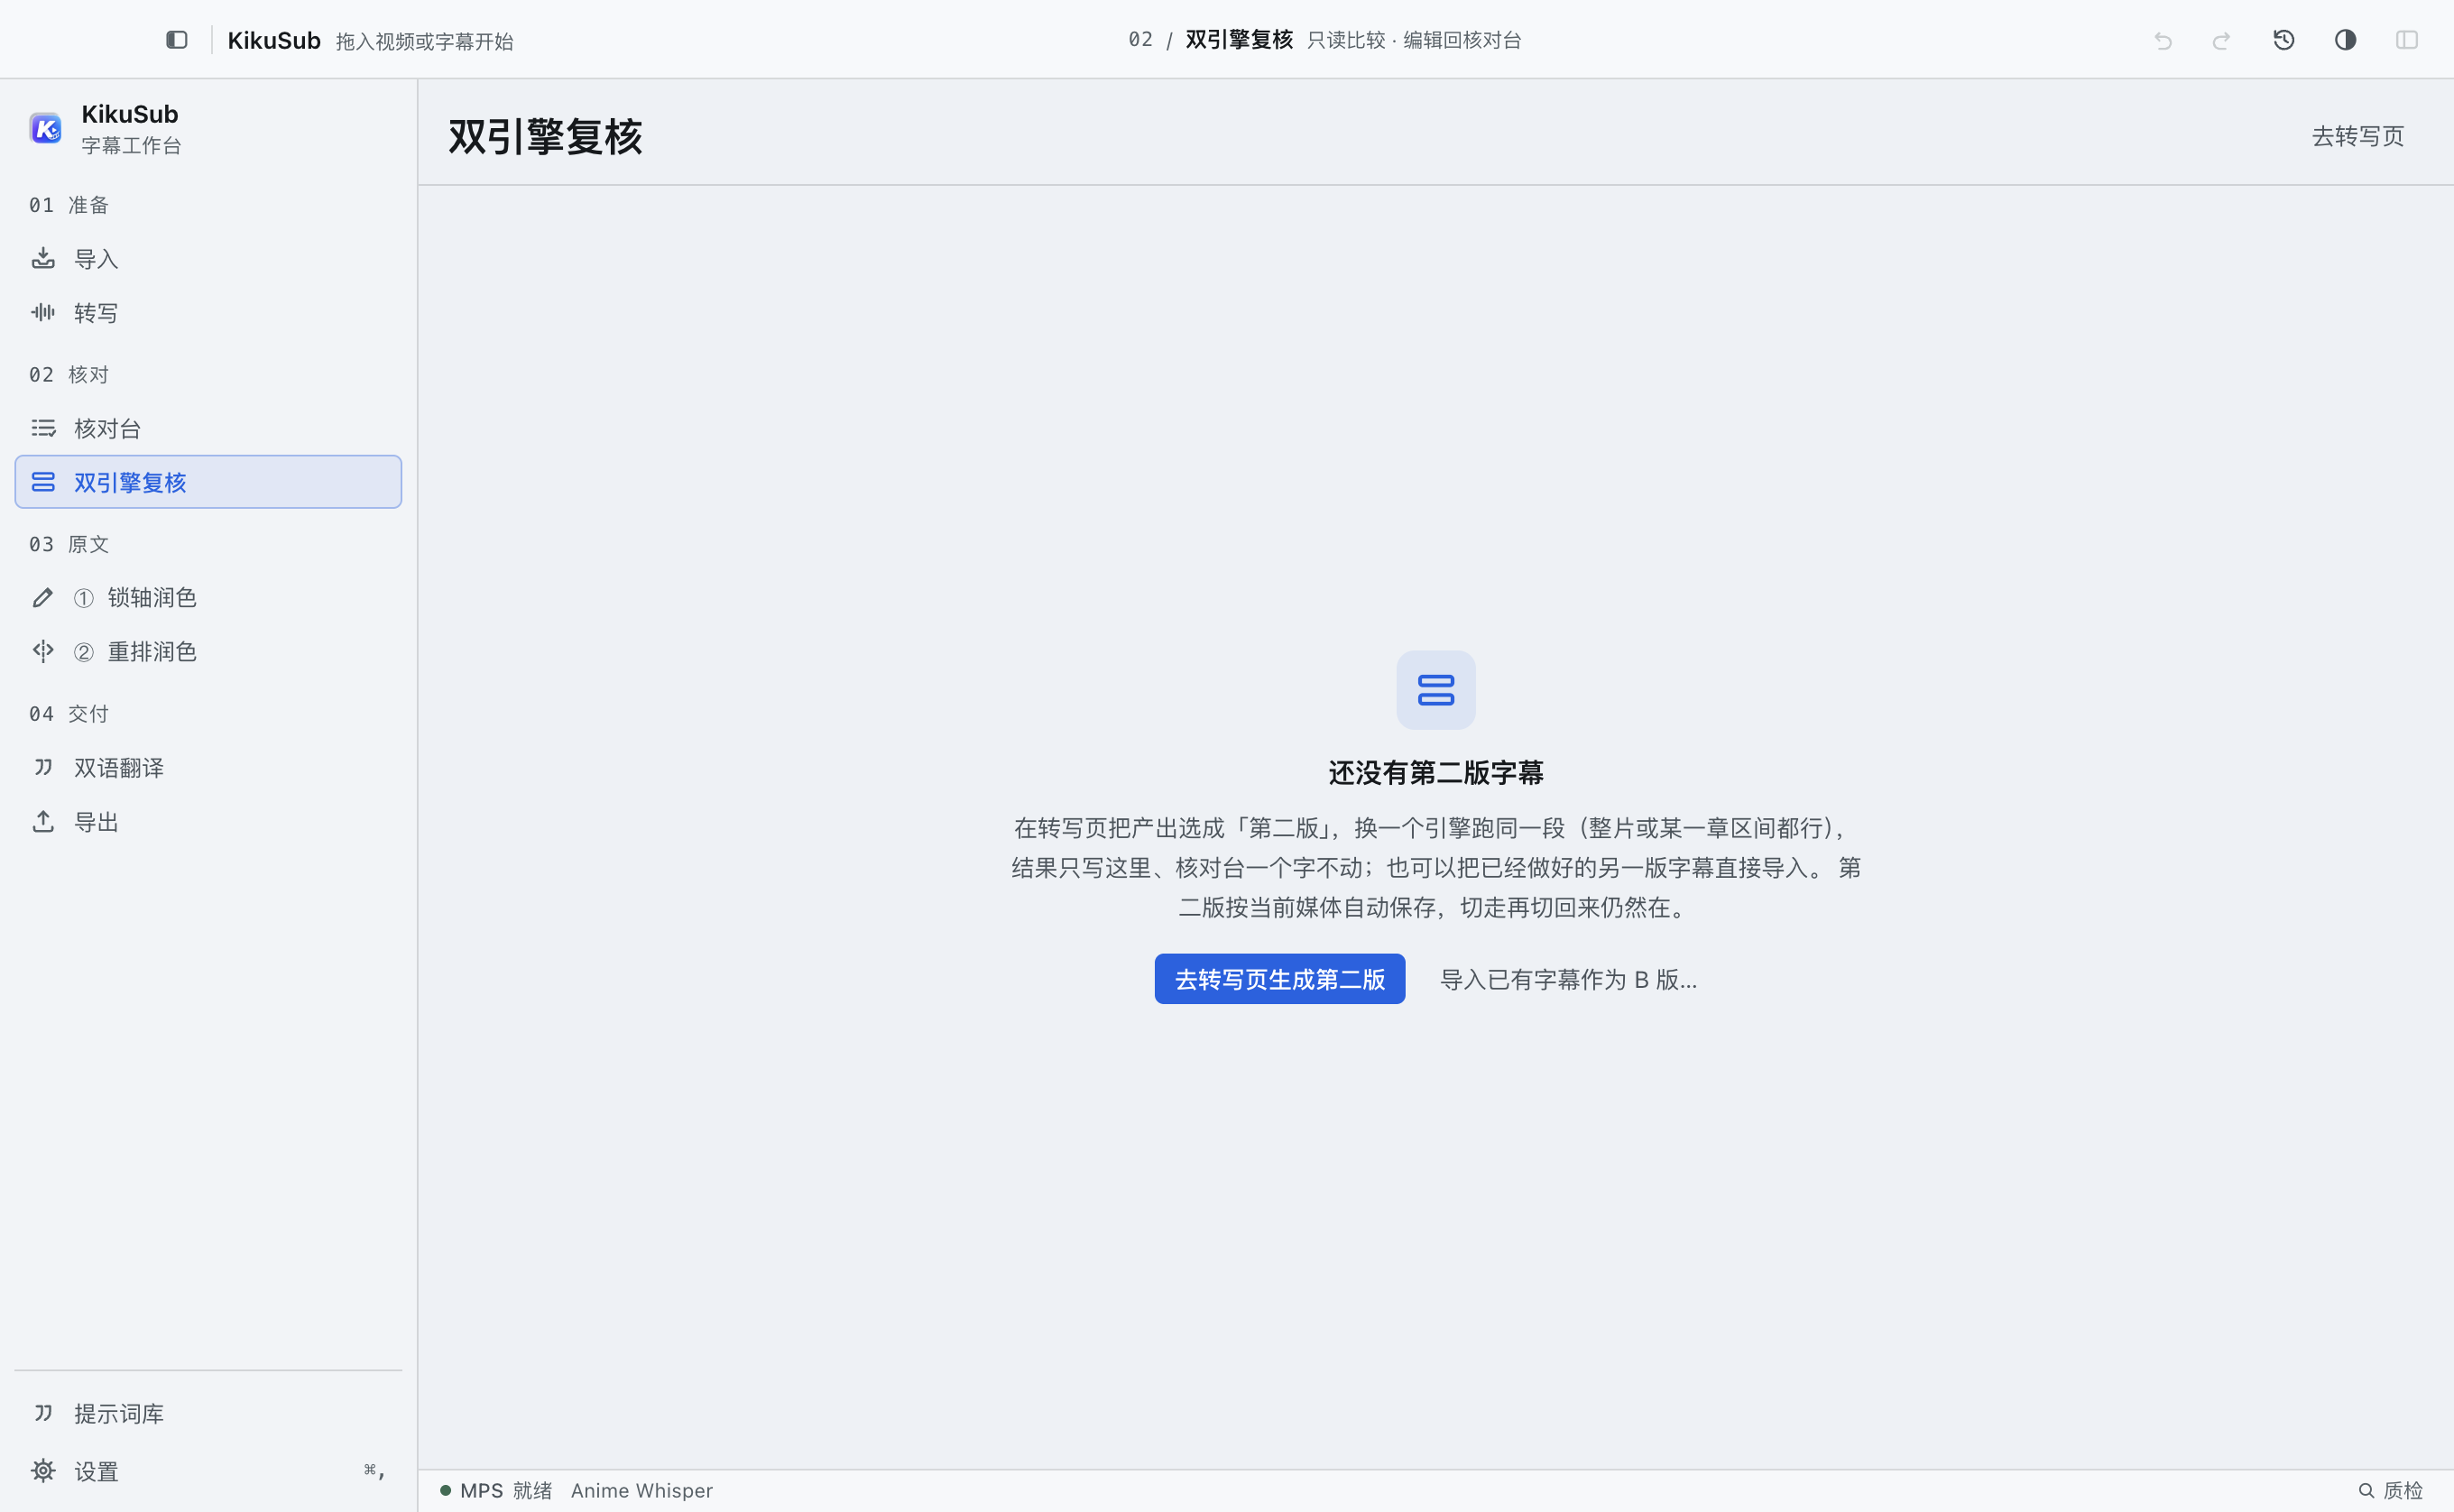 KikuSub 拖入视频或字幕开始
02 / 双引擎复核 只读比较 · 编辑回核对台
KikuSub
字幕工作台
01 准备
导入
转写
02 核对
核对台
双引擎复核
03 原文
① 锁轴润色
② 重排润色
04 交付
双语翻译
导出
提示词库
设置 ⌘,
双引擎复核
去转写页
还没有第二版字幕
在转写页把产出选成「第二版」，换一个引擎跑同一段（整片或某一章区间都行），
结果只写这里、核对台一个字不动；也可以把已经做好的另一版字幕直接导入。 第
二版按当前媒体自动保存，切走再切回来仍然在。
去转写页生成第二版
导入已有字幕作为 B 版...
MPS 就绪 Anime Whisper
质检